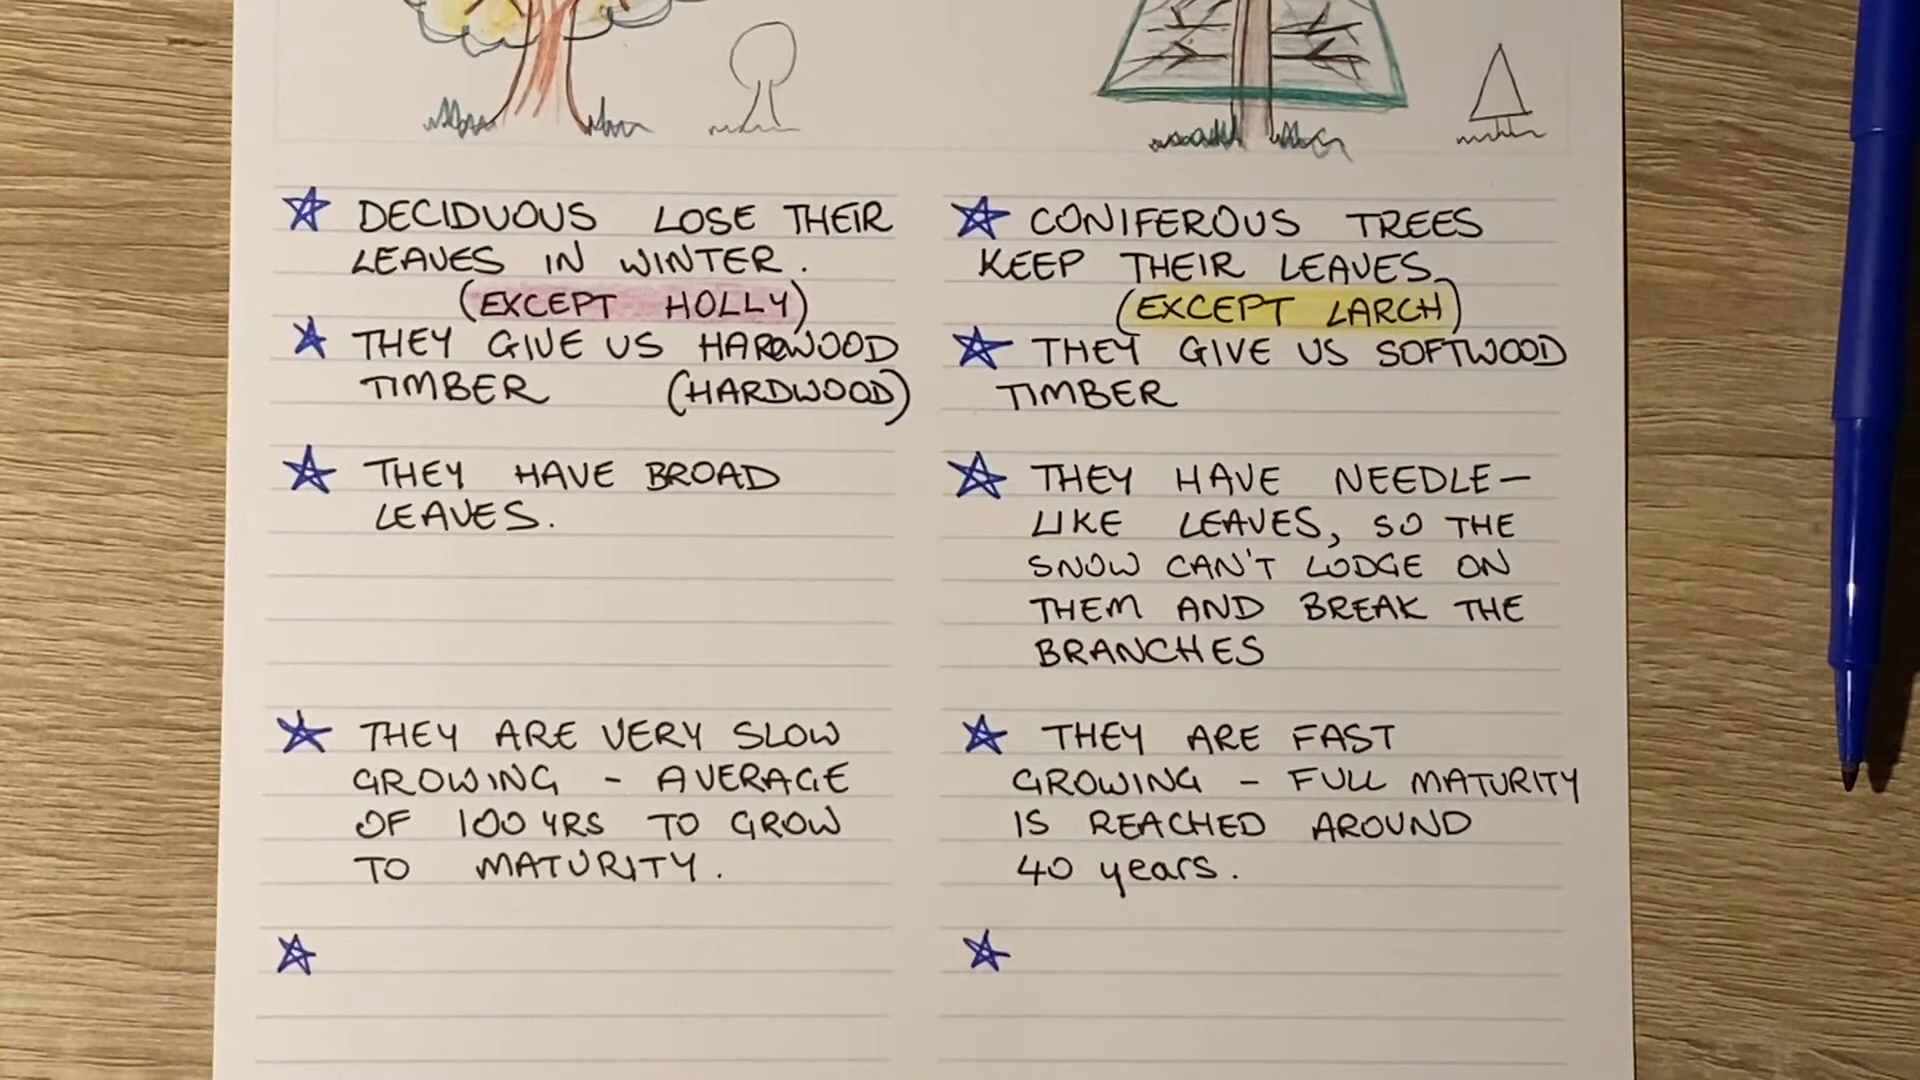 DECIDUOUS LOSE THEIR
LEAVES IN WINTER.
(EXCEPT HOLLY)
THEY GIVE US HARDWOOD
TIMBER (HARDWOOD)
THEY HAVE BROAD
LEAVES.
THEY ARE VERY SLOW
GROWING - AVERAGE
OF 100 YRS TO GROW
TO MATURITY.
CONIFEROUS TREES
KEEP THEIR LEAVES
(EXCEPT LARCH)
THEY GIVE US SOFTWOOD
TIMBER
THEY HAVE NEEDLE-
LIKE LEAVES, SO THE
SNOW CAN'T LODGE ON
THEM AND BREAK THE
BRANCHES
THEY ARE FAST
GROWING - FULL MATURITY
IS REACHED AROUND
40 years.